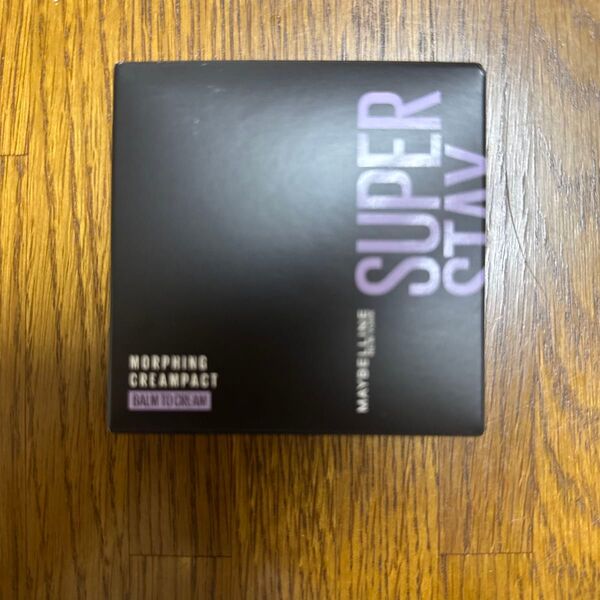 SUPER
STAY
MAYBELLINE
MORPHING
CREAMPACT
BALM TO CREAM